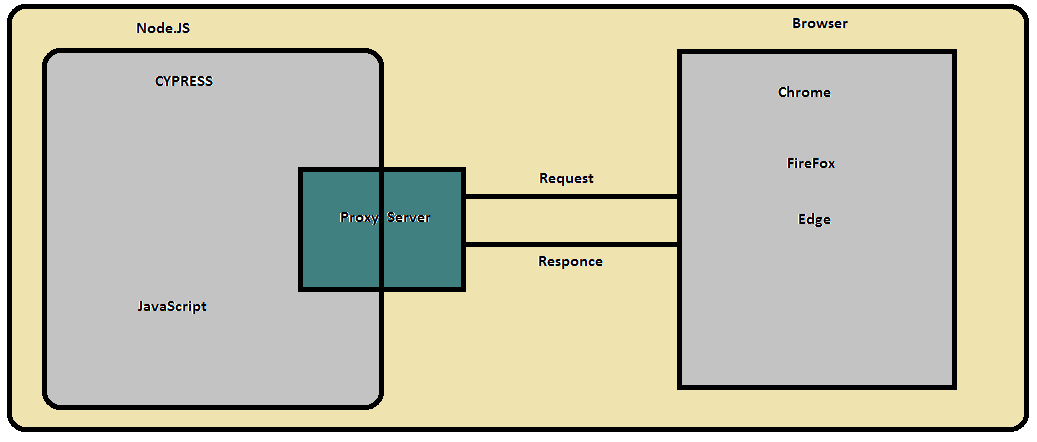 Node.JS
Browser
CYPRESS
Chrome
FireFox
Request
Proxy Server
Edge
Responce
JavaScript